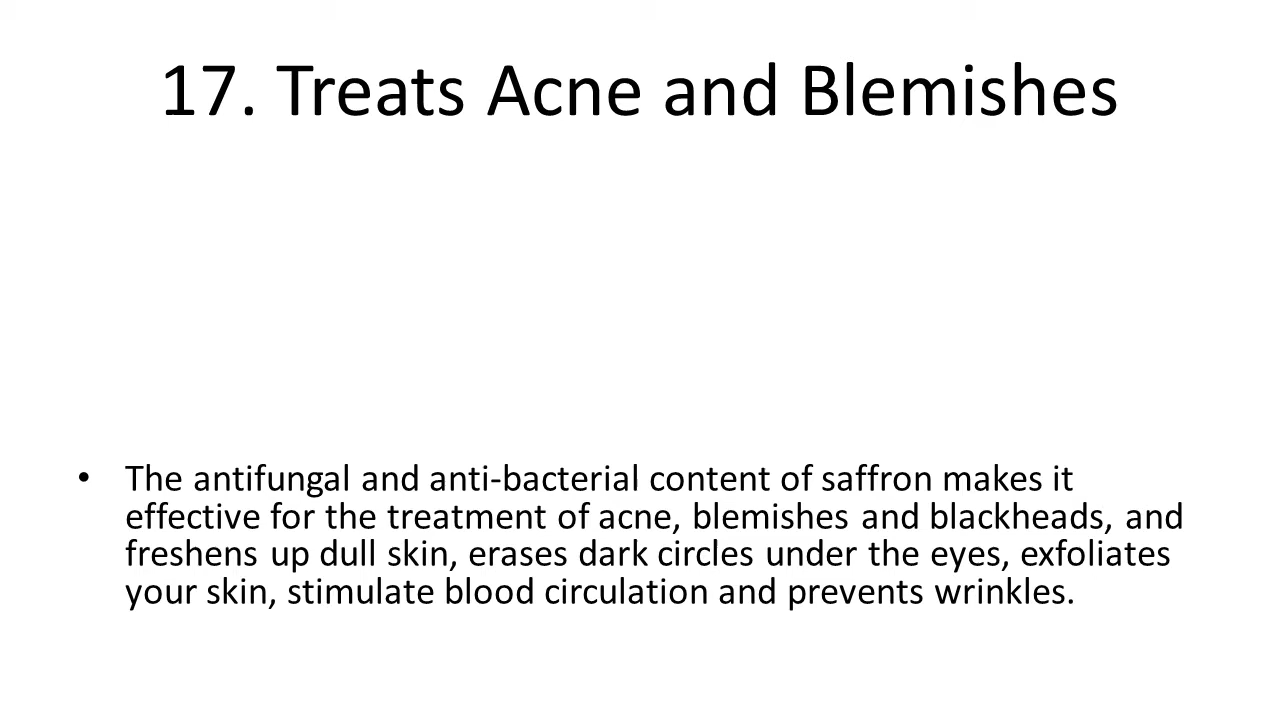 17. Treats Acne and Blemishes
• The antifungal and anti-bacterial content of saffron makes it
effective for the treatment of acne, blemishes and blackheads, and
freshens up dull skin, erases dark circles under the eyes, exfoliates
your skin, stimulate blood circulation and prevents wrinkles.